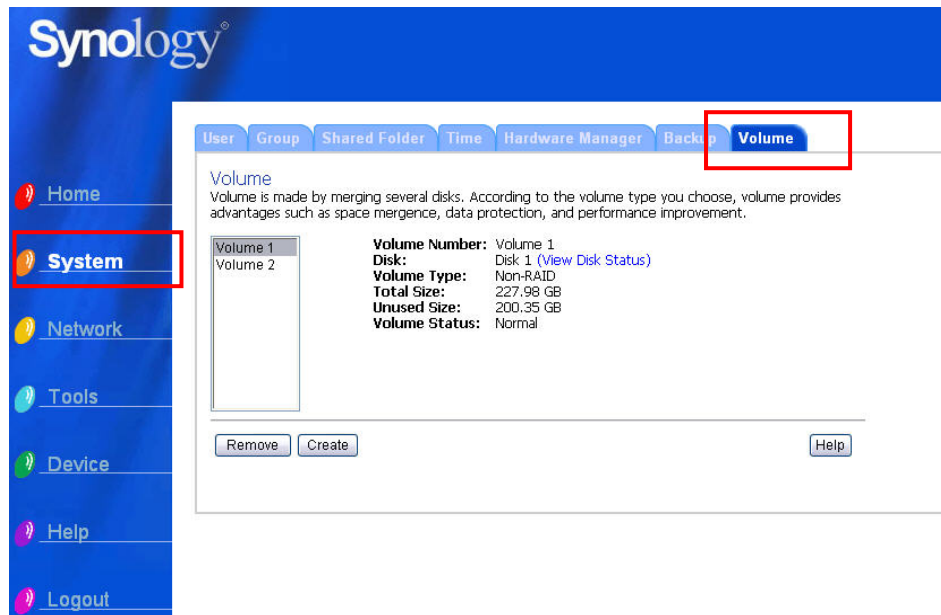 Synology®
User Group Shared Folder Time Hardware Manager Backup Volume
Home
System
Network
Tools
Device
Help
Logout
Volume
Volume is made by merging several disks. According to the volume type you choose, volume provides
advantages such as space mergence, data protection, and performance improvement.
Volume 1
Volume 2
Volume Number: Volume 1
Disk: Disk 1 (View Disk Status)
Volume Type: Non-RAID
Total Size: 227.98 GB
Unused Size: 200.35 GB
Volume Status: Normal
Remove Create Help